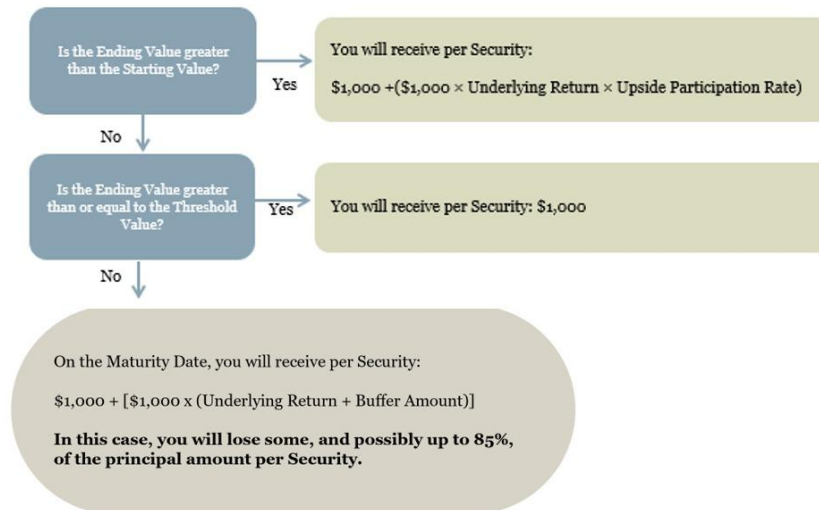 Is the Ending Value greater
than the Starting Value?
Yes
You will receive per Security:
$1,000 +($1,000 × Underlying Return × Upside Participation Rate)
No
Is the Ending Value greater
than or equal to the Threshold
Value?
Yes
You will receive per Security: $1,000
No
On the Maturity Date, you will receive per Security:
$1,000 + [$1,000 x (Underlying Return + Buffer Amount)]
In this case, you will lose some, and possibly up to 85%,
of the principal amount per Security.